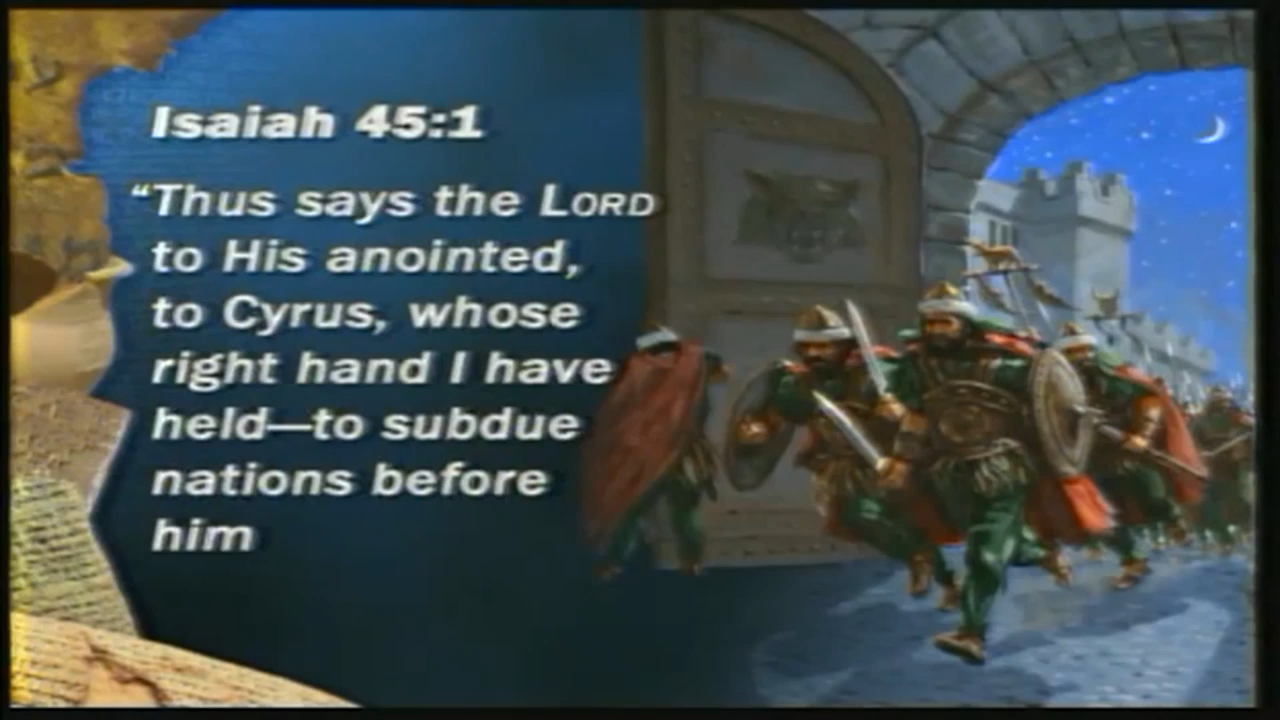 Isaiah 45:1
“Thus says the LORD
to His anointed,
to Cyrus, whose
right hand I have
held—to subdue
nations before
him